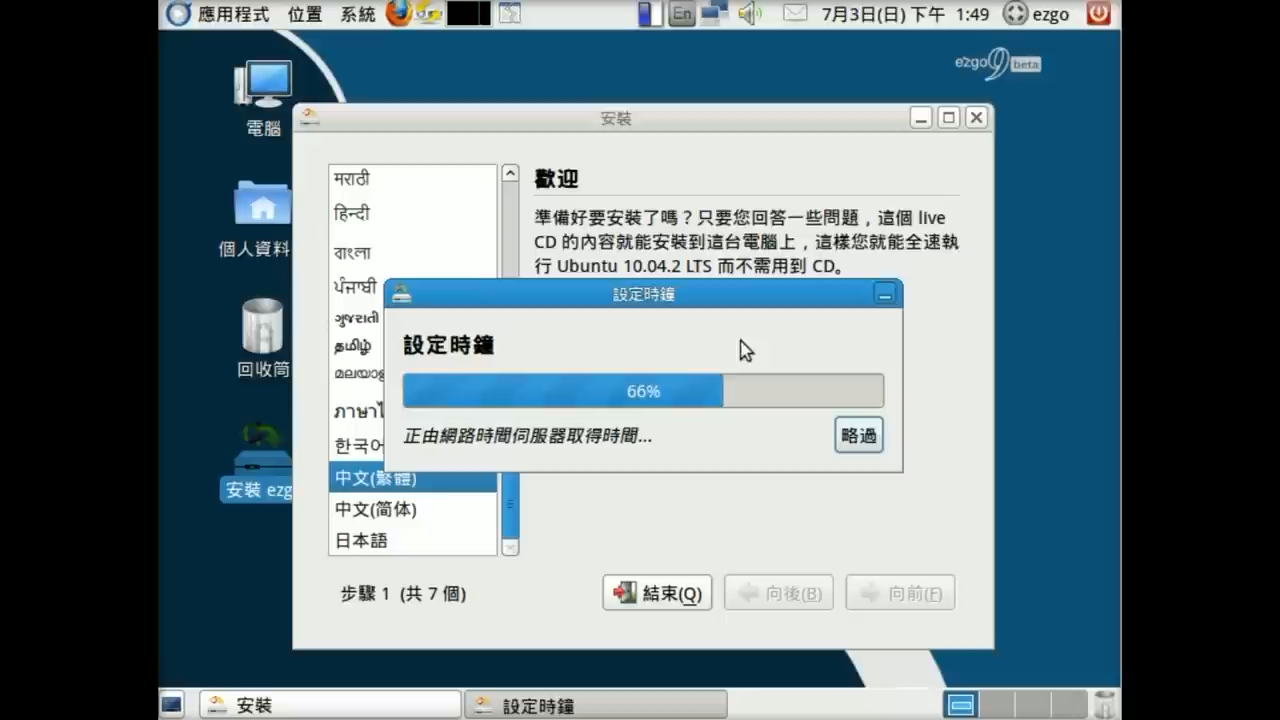 應用程式 位置 系統 En 7月3日(日) 下午 1:49 ezgo
ezgo9 beta
電腦
個人資料
回收筒
安裝 ezg
安裝
मराठी
हिन्दी
বাংলা
ਪੰਜਾਬੀ
ગુજરાતી
தமிழ்
한국어
中文(繁體)
中文(简体)
日本語
歡迎
準備好要安裝了嗎？只要您回答一些問題，這個 live
CD 的內容就能安裝到這台電腦上，這樣您就能全速執
行 Ubuntu 10.04.2 LTS 而不需用到 CD。
設定時鐘
設定時鐘
66%
正由網路時間伺服器取得時間...
略過
步驟 1 (共 7 個)
結束(Q) 向後(B) 向前(F)
安裝 設定時鐘